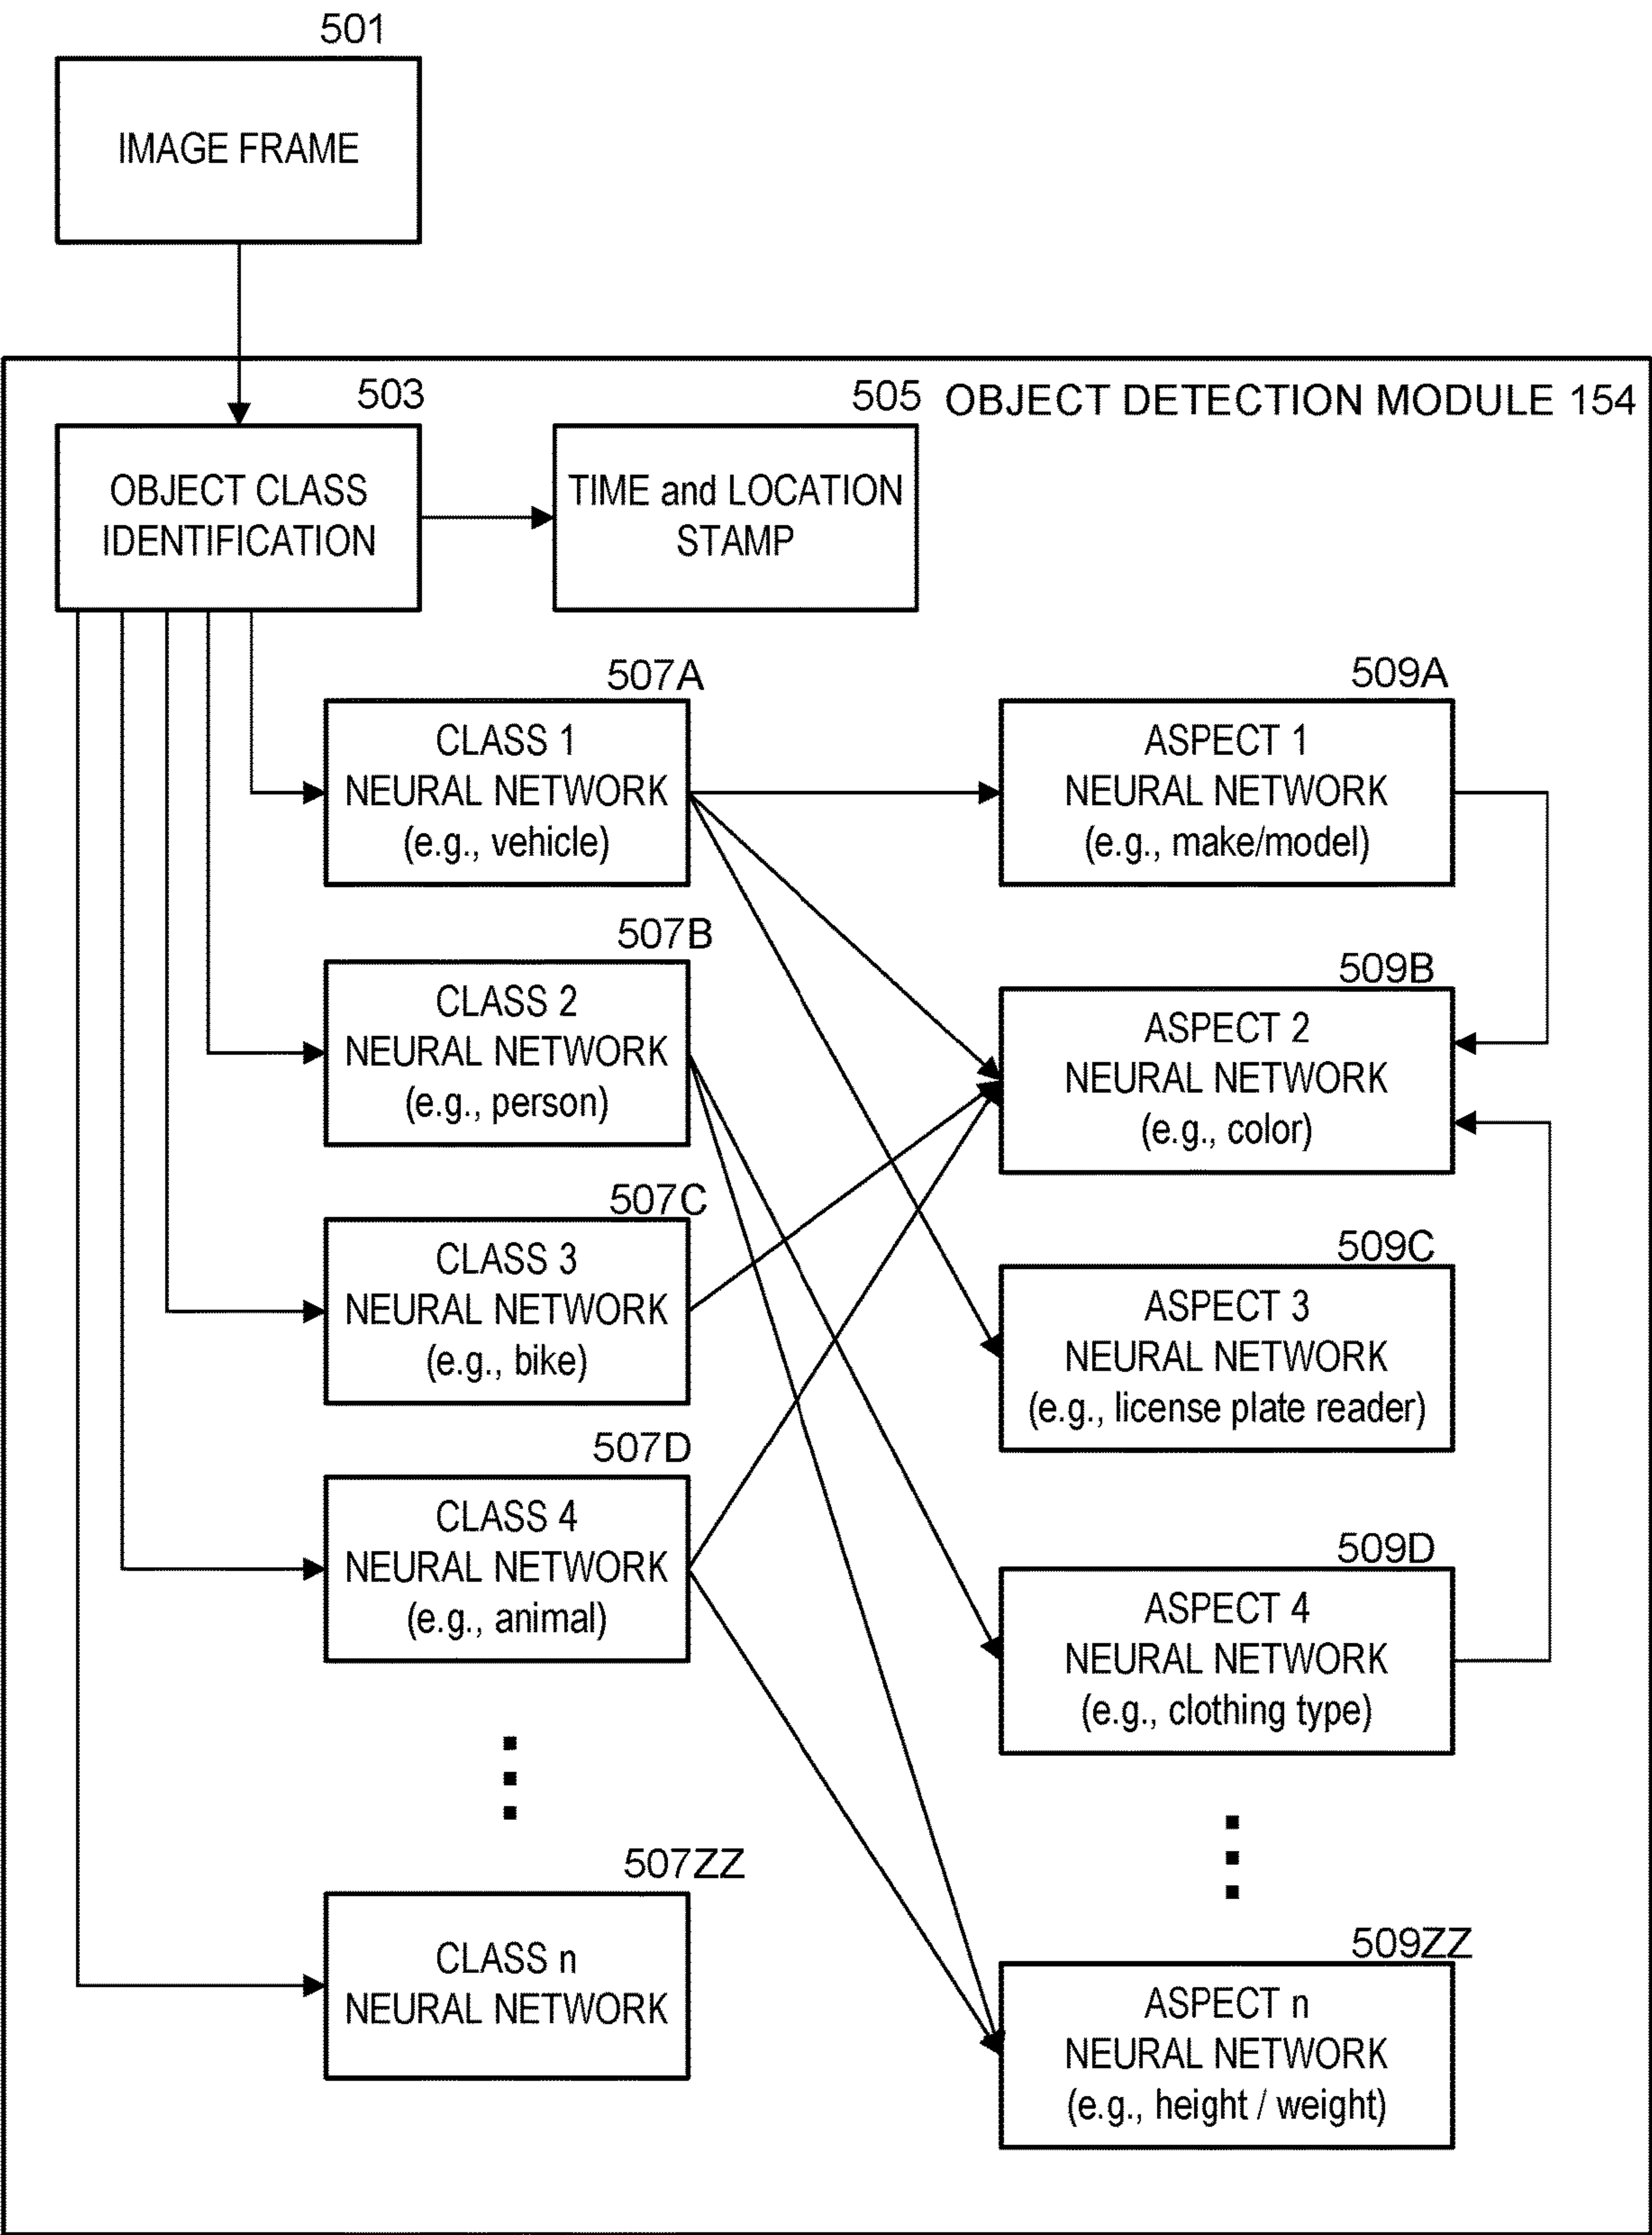 501
IMAGE FRAME
503
505 OBJECT DETECTION MODULE 154
OBJECT CLASS
IDENTIFICATION
TIME and LOCATION
STAMP
507A
CLASS 1
NEURAL NETWORK
(e.g., vehicle)
509A
ASPECT 1
NEURAL NETWORK
(e.g., make/model)
507B
CLASS 2
NEURAL NETWORK
(e.g., person)
509B
ASPECT 2
NEURAL NETWORK
(e.g., color)
507C
CLASS 3
NEURAL NETWORK
(e.g., bike)
509C
ASPECT 3
NEURAL NETWORK
(e.g., license plate reader)
507D
CLASS 4
NEURAL NETWORK
(e.g., animal)
509D
ASPECT 4
NEURAL NETWORK
(e.g., clothing type)
507ZZ
CLASS n
NEURAL NETWORK
509ZZ
ASPECT n
NEURAL NETWORK
(e.g., height / weight)